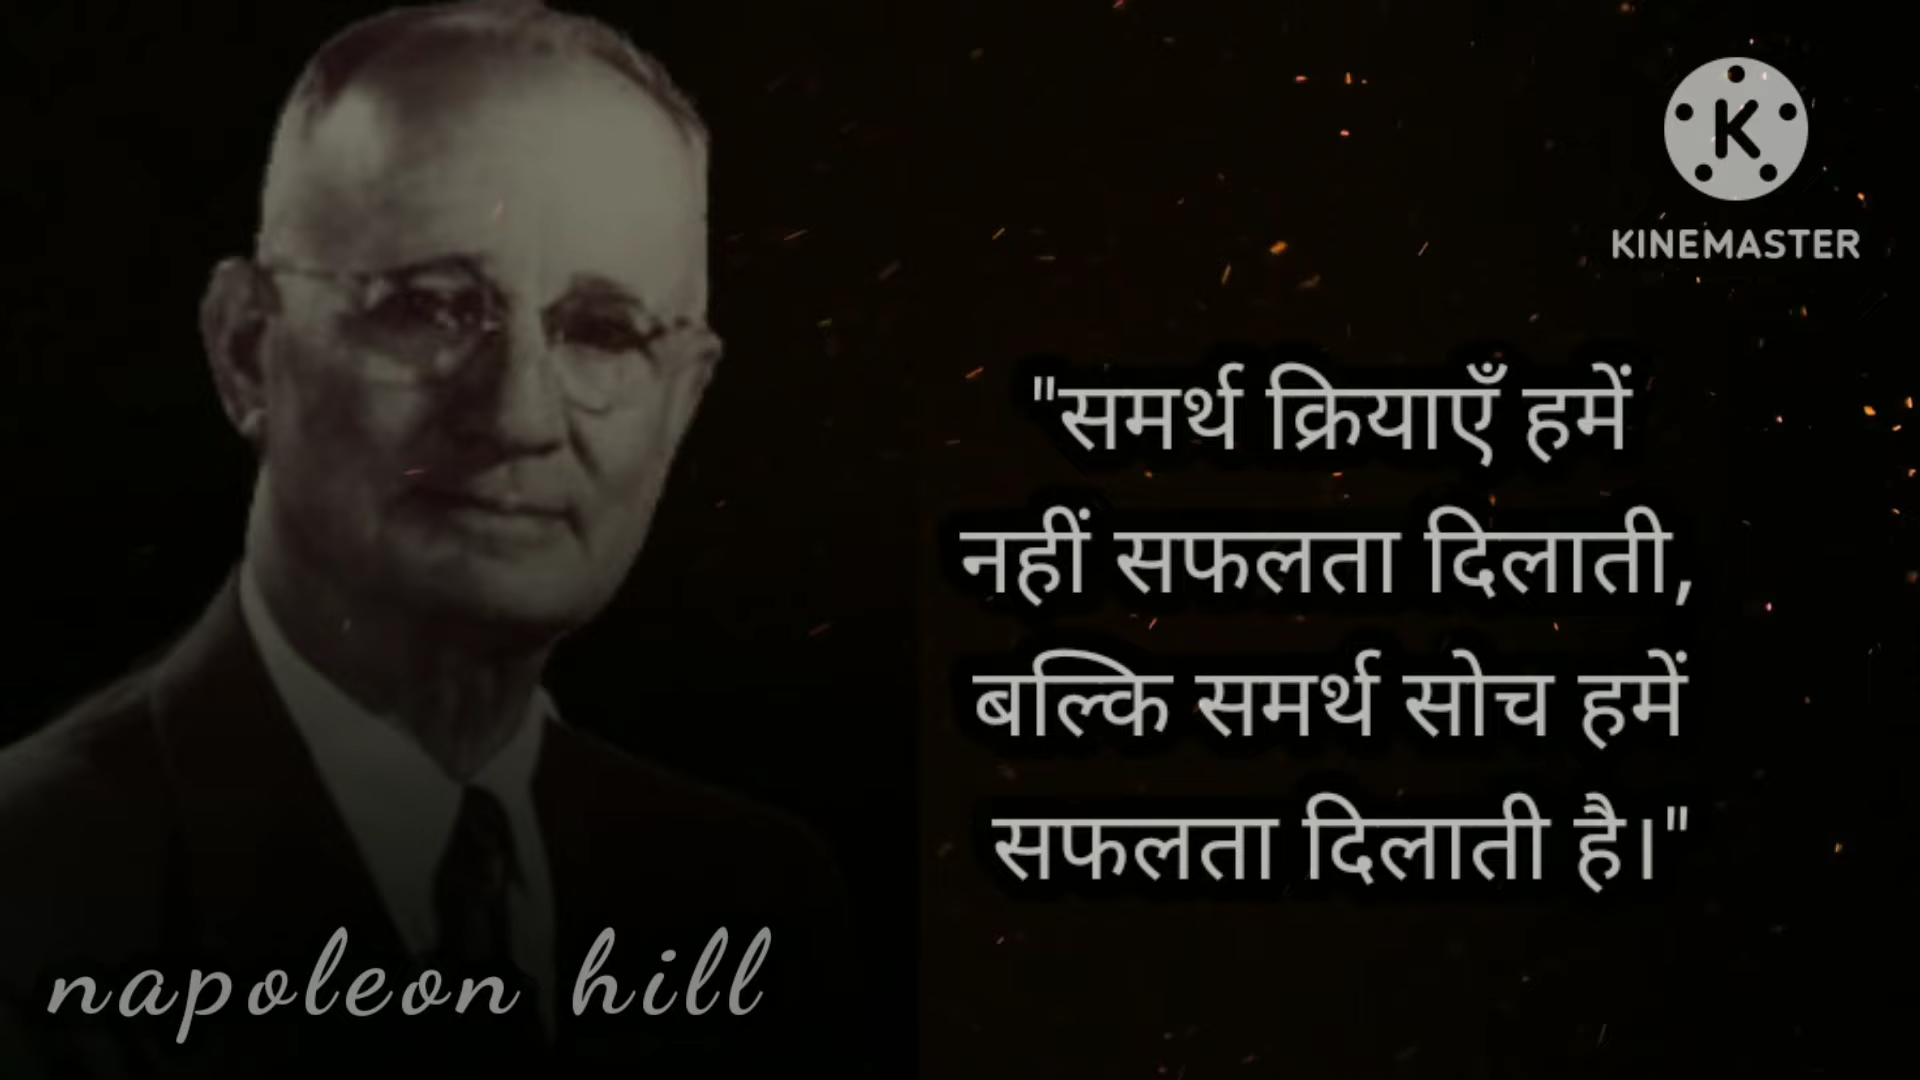 KINEMASTER
"समर्थ क्रियाएँ हमें
नहीं सफलता दिलाती,
बल्कि समर्थ सोच हमें
सफलता दिलाती है।"
napoleon hill